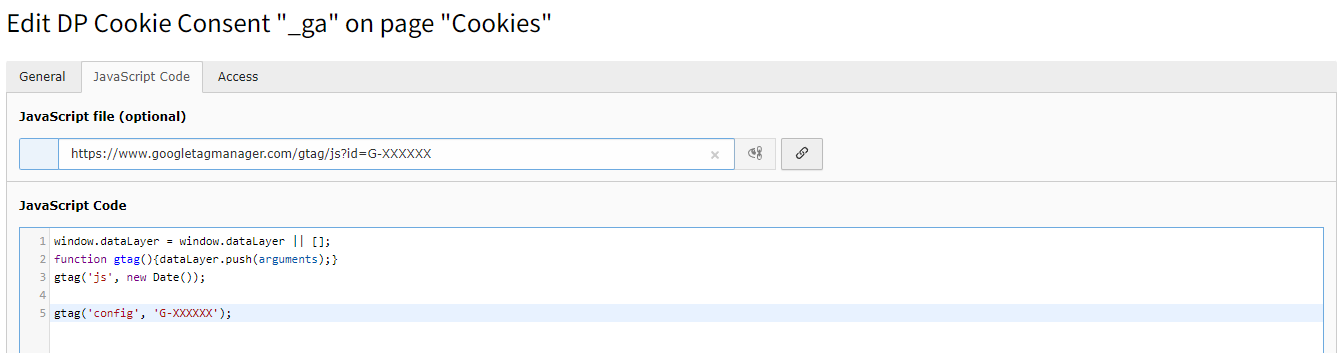 Edit DP Cookie Consent "_ga" on page "Cookies"
General JavaScript Code Access
JavaScript file (optional)
https://www.googletagmanager.com/gtag/js?id=G-XXXXXX ×
JavaScript Code
1 window.dataLayer = window.dataLayer || [];
2 function gtag(){dataLayer.push(arguments);}
3 gtag('js', new Date());
4
5 gtag('config', 'G-XXXXXX');